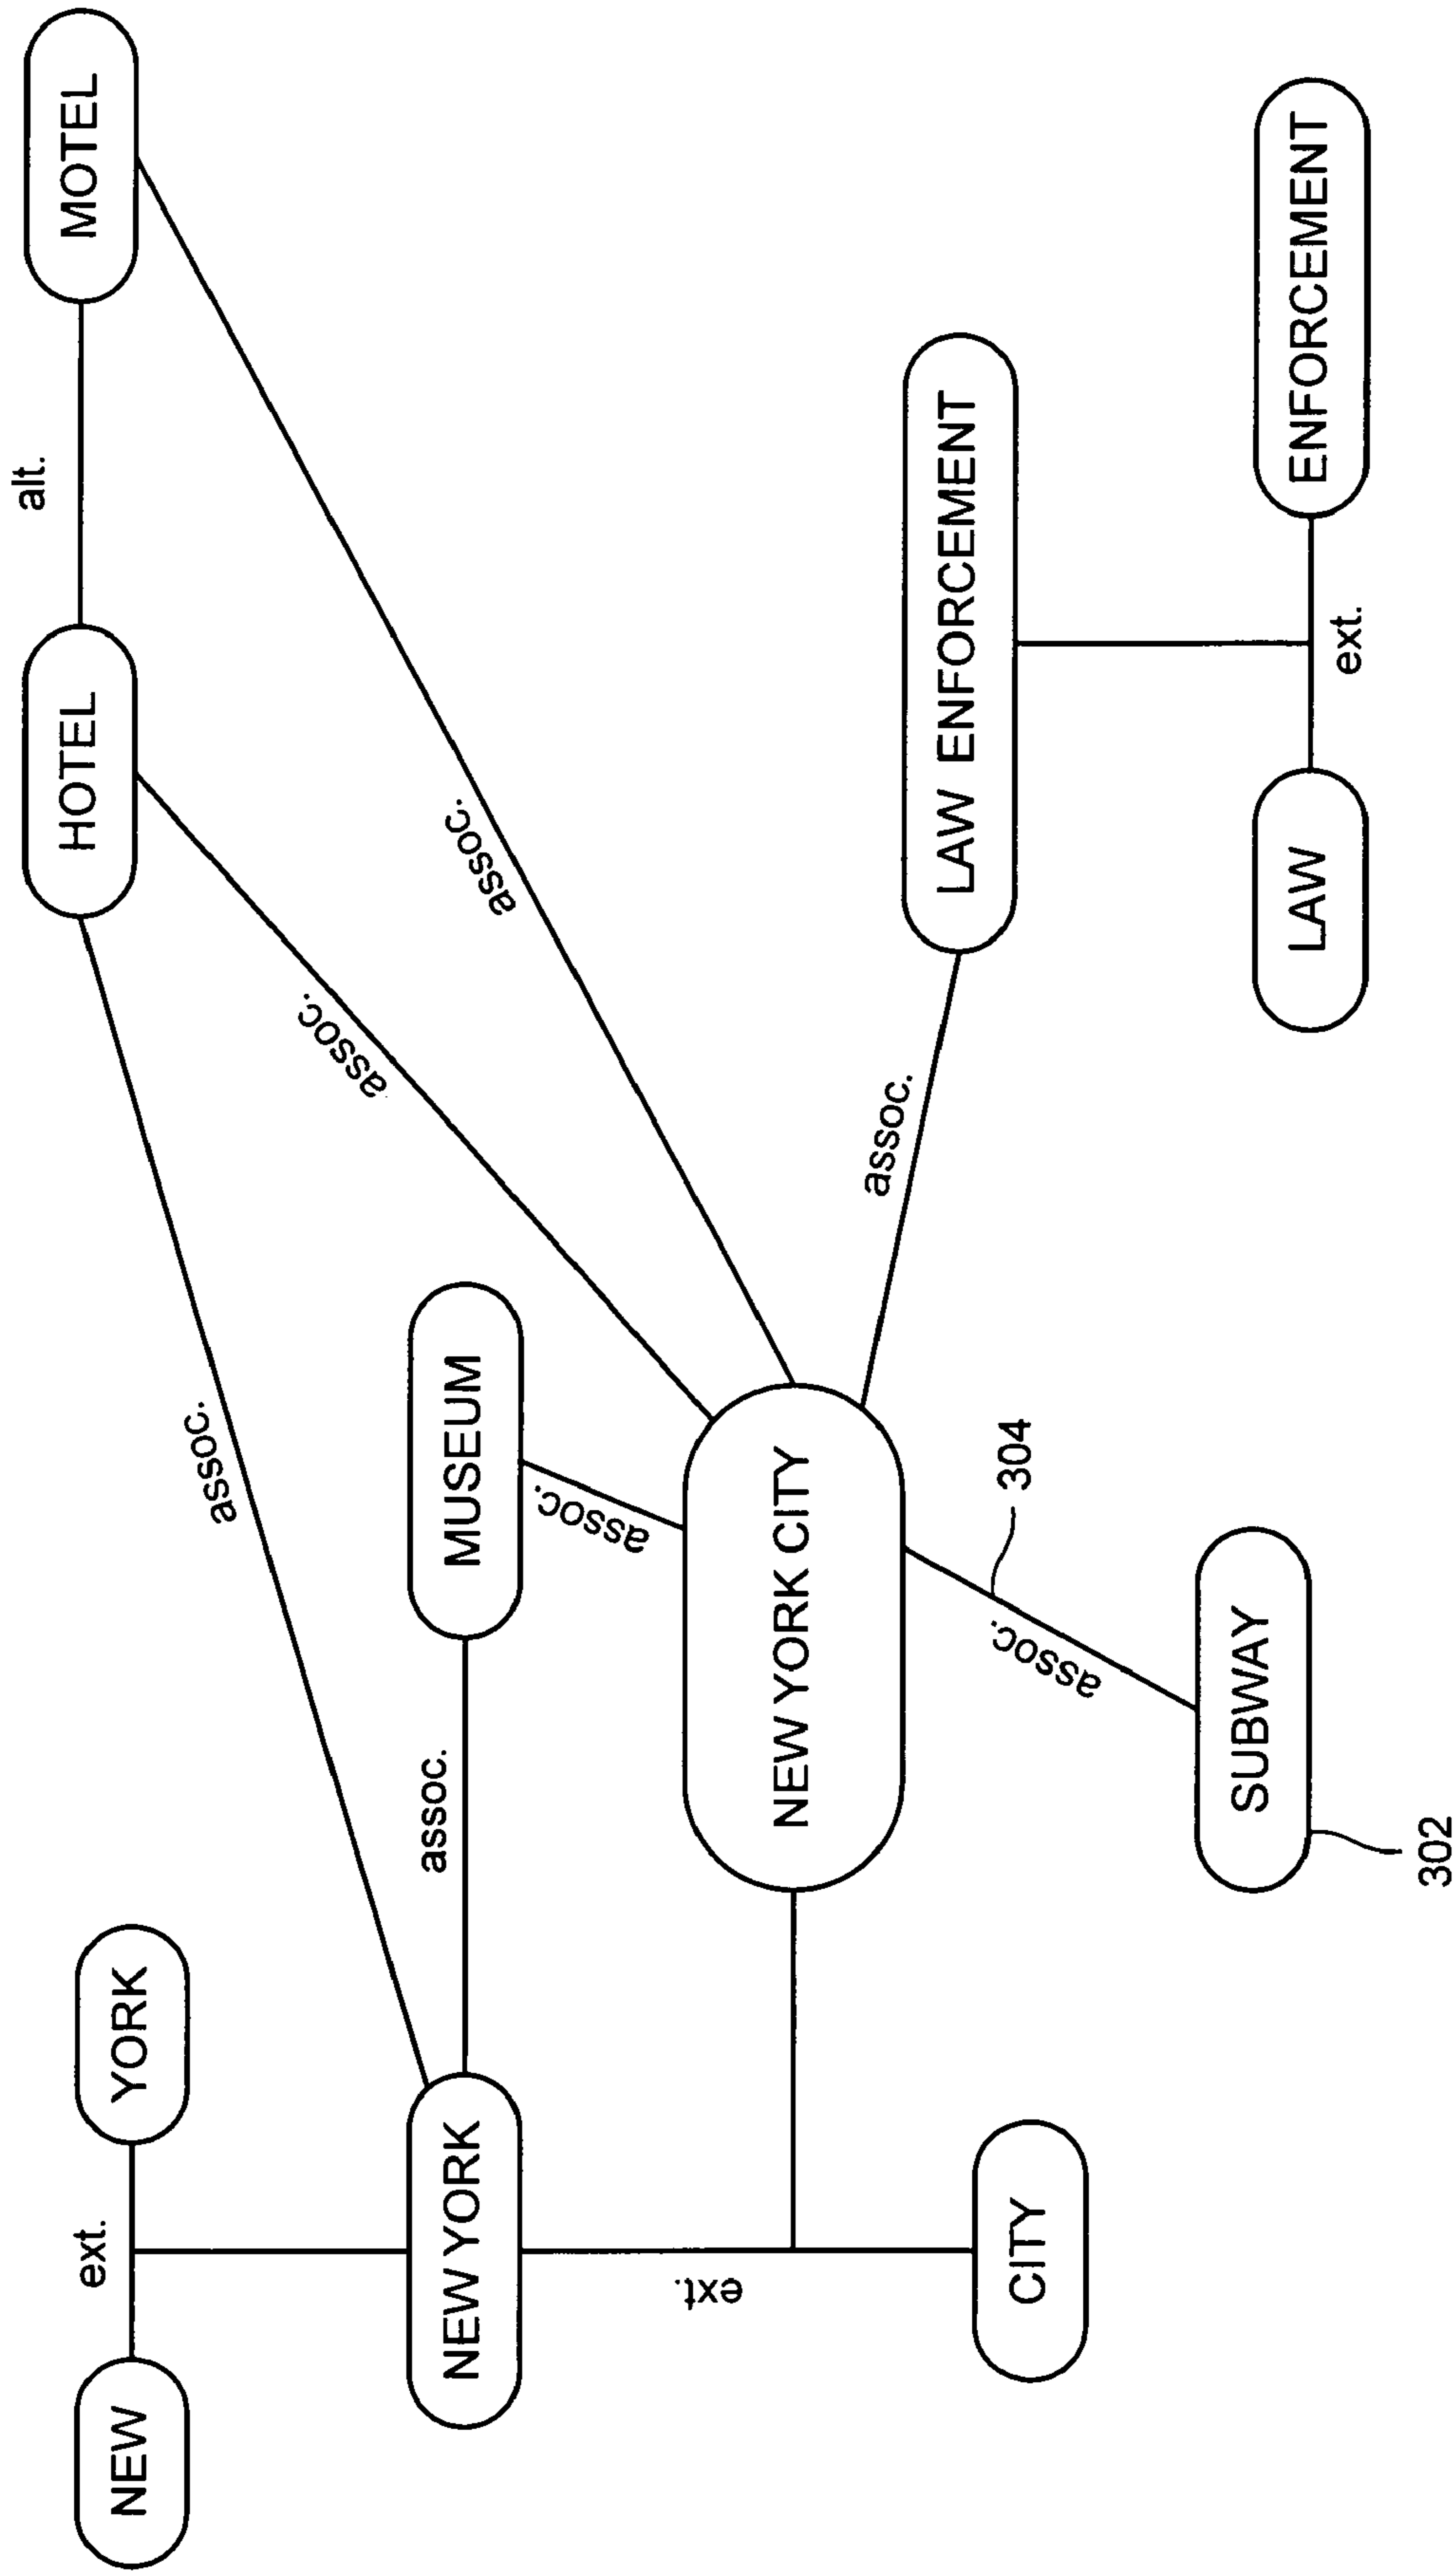 NEW
ext.
YORK
HOTEL
alt.
MOTEL
assoc.
assoc.
assoc.
NEW YORK
assoc.
MUSEUM
assoc.
ext.
NEW YORK CITY
assoc.
LAW ENFORCEMENT
CITY
assoc.
304
SUBWAY
302
LAW
ext.
ENFORCEMENT